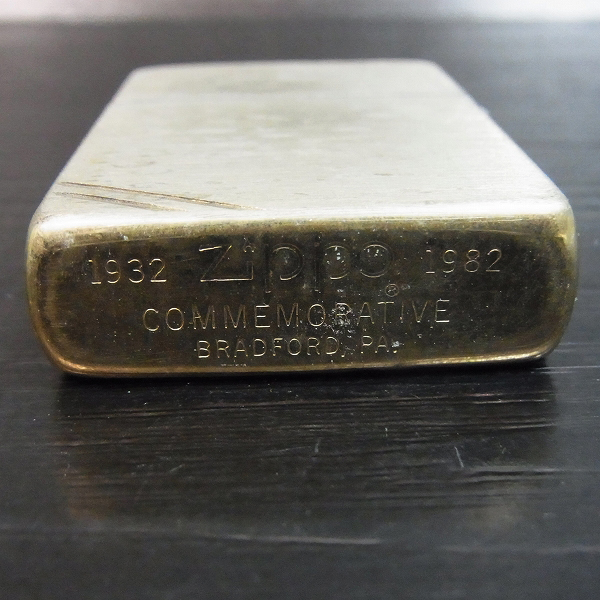 1932 Zippo 1982
®
COMMEMORATIVE
BRADFORD, PA.